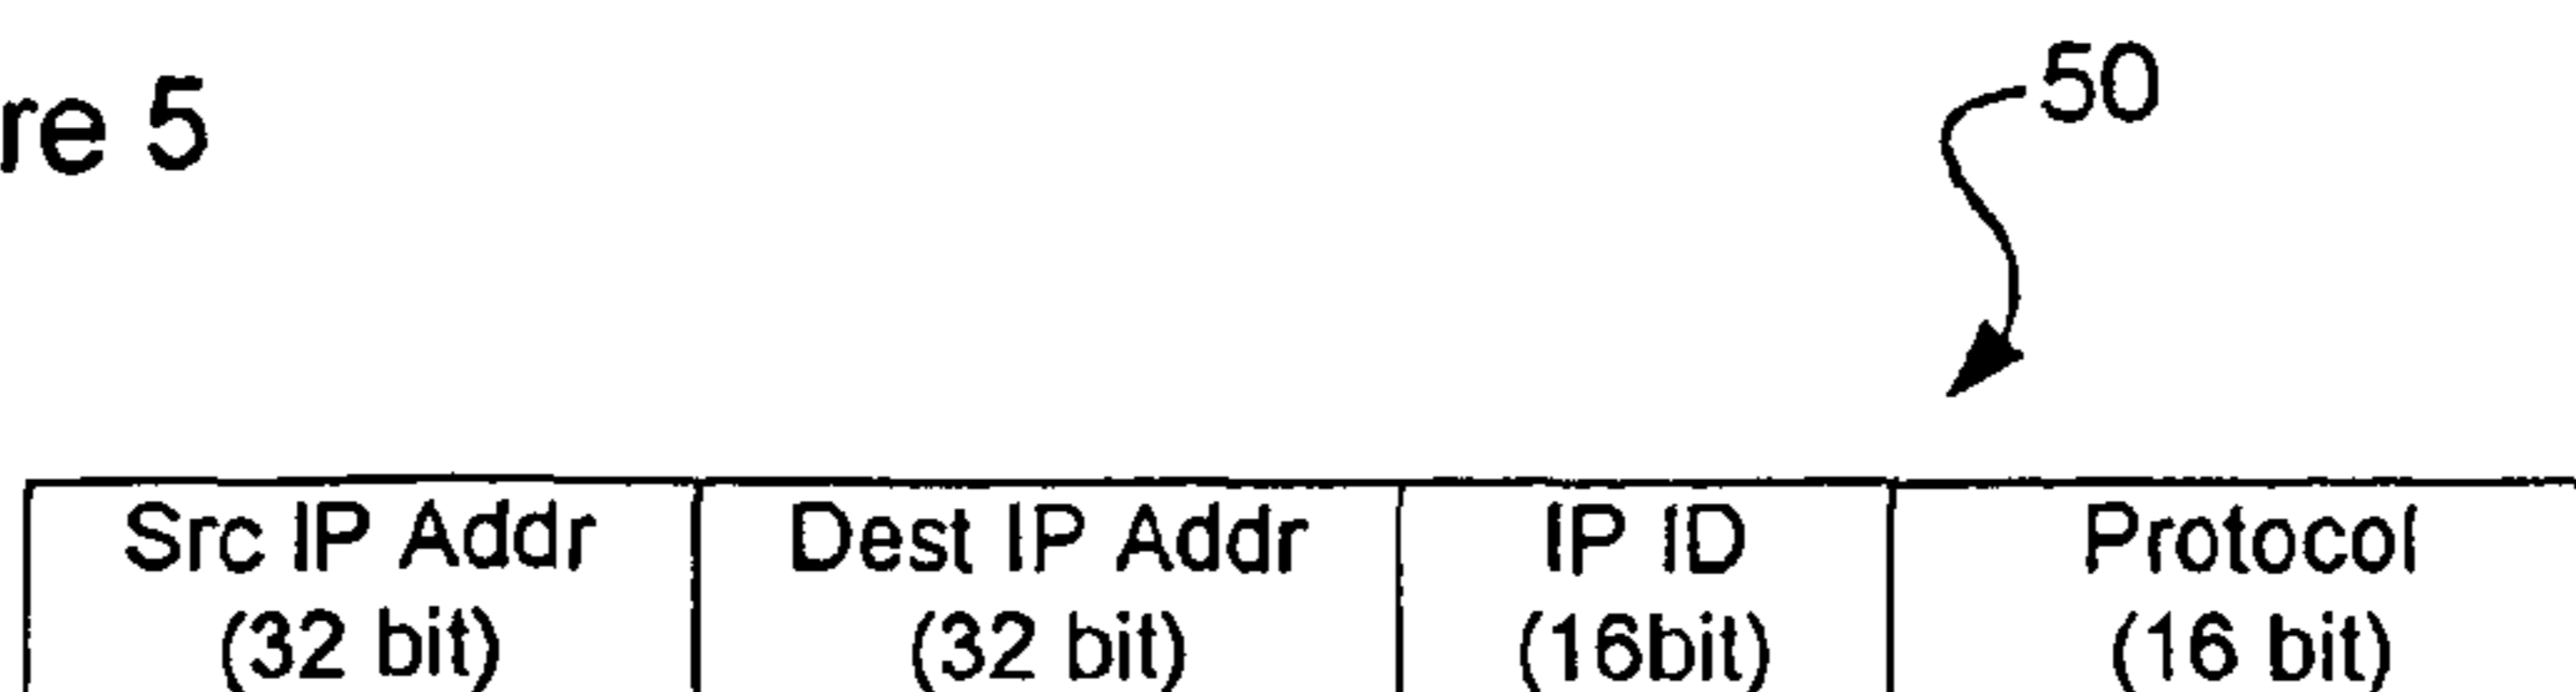 re 5
50
Src IP Addr Dest IP Addr IP ID Protocol
(32 bit) (32 bit) (16bit) (16 bit)